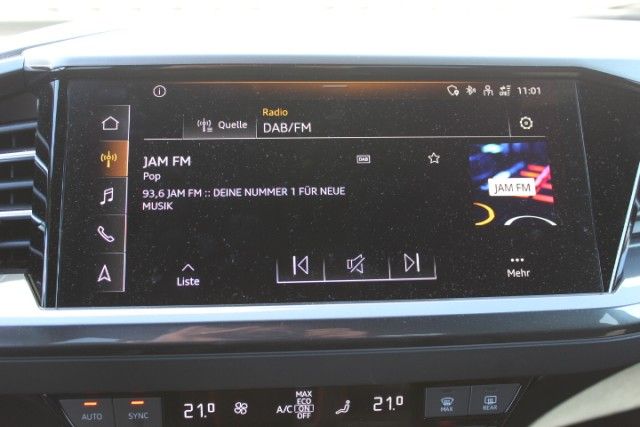 11:01
Radio
Quelle DAB/FM
JAM FM
DAB
Pop
93,6 JAM FM :: DEINE NUMMER 1 FÜR NEUE
MUSIK
JAM FM
Liste
Mehr
AUTO SYNC 21.0 A/C MAX
ECO
ON
OFF
21.0 MAX REAR